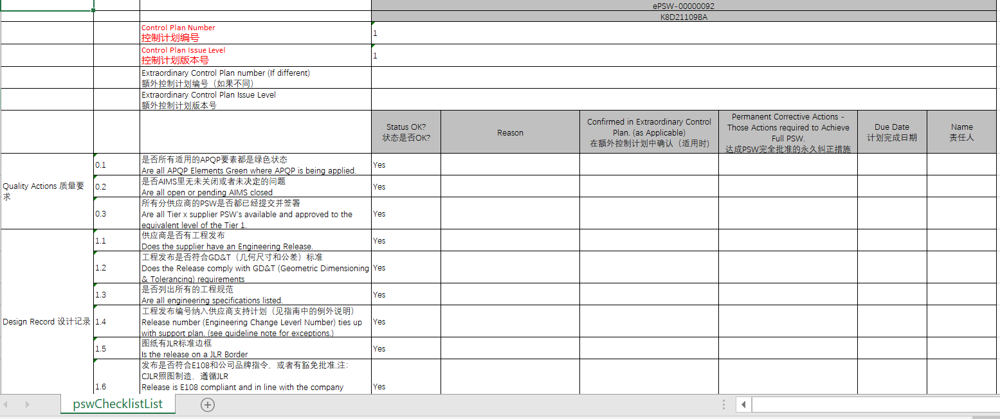 ePSW-00000092
K8D21109BA
Control Plan Number
控制计划编号
1
Control Plan Issue Level
控制计划版本号
1
Extraordinary Control Plan number (If different)
额外控制计划编号（如果不同）
Extraordinary Control Plan Issue Level
额外控制计划版本号
Status OK?
状态是否OK?
Reason
Confirmed in Extraordinary Control
Plan. (as Applicable)
在额外控制计划中确认（适用时)
Permanent Corrective Actions -
Those Actions required to Achieve
Full PSW.
达成PSW完全批准的永久纠正措施
Due Date
计划完成日期
Name
责任人
Quality Actions 质量要
求
0.1
是否所有适用的APQP要素都是绿色状态
Are all APQP Elements Green where APQP is being applied.
Yes
0.2
是否AIMS里无未关闭或者未决定的问题
Are all open or pending AIMS closed
Yes
0.3
所有分供应商的PSW是否都已经提交并签署
Are all Tier x supplier PSW's available and approved to the
equivalent level of the Tier 1.
Yes
Design Record 设计记录
1.1
供应商是否有工程发布
Does the supplier have an Engineering Release.
Yes
1.2
工程发布是否符合GD&T（几何尺寸和公差）标准
Does the Release comply with GD&T (Geometric Dimensioning
& Tolerancing) requirements
Yes
1.3
是否列出所有的工程规范
Are all engineering specifications listed.
Yes
1.4
工程发布编号纳入供应商支持计划（见指南中的例外说明）
Release number (Engineering Change Leverl Number) ties up
with support plan. (see guideline note for exceptions.)
Yes
1.5
图纸有JLR标准边框
Is the release on a JLR Border
Yes
1.6
发布是否符合E108和公司品牌指令，或者有豁免批准.注：
CJLR照图制造，遵循JLR
Release is E108 compliant and in line with the company
Yes
pswChecklistList